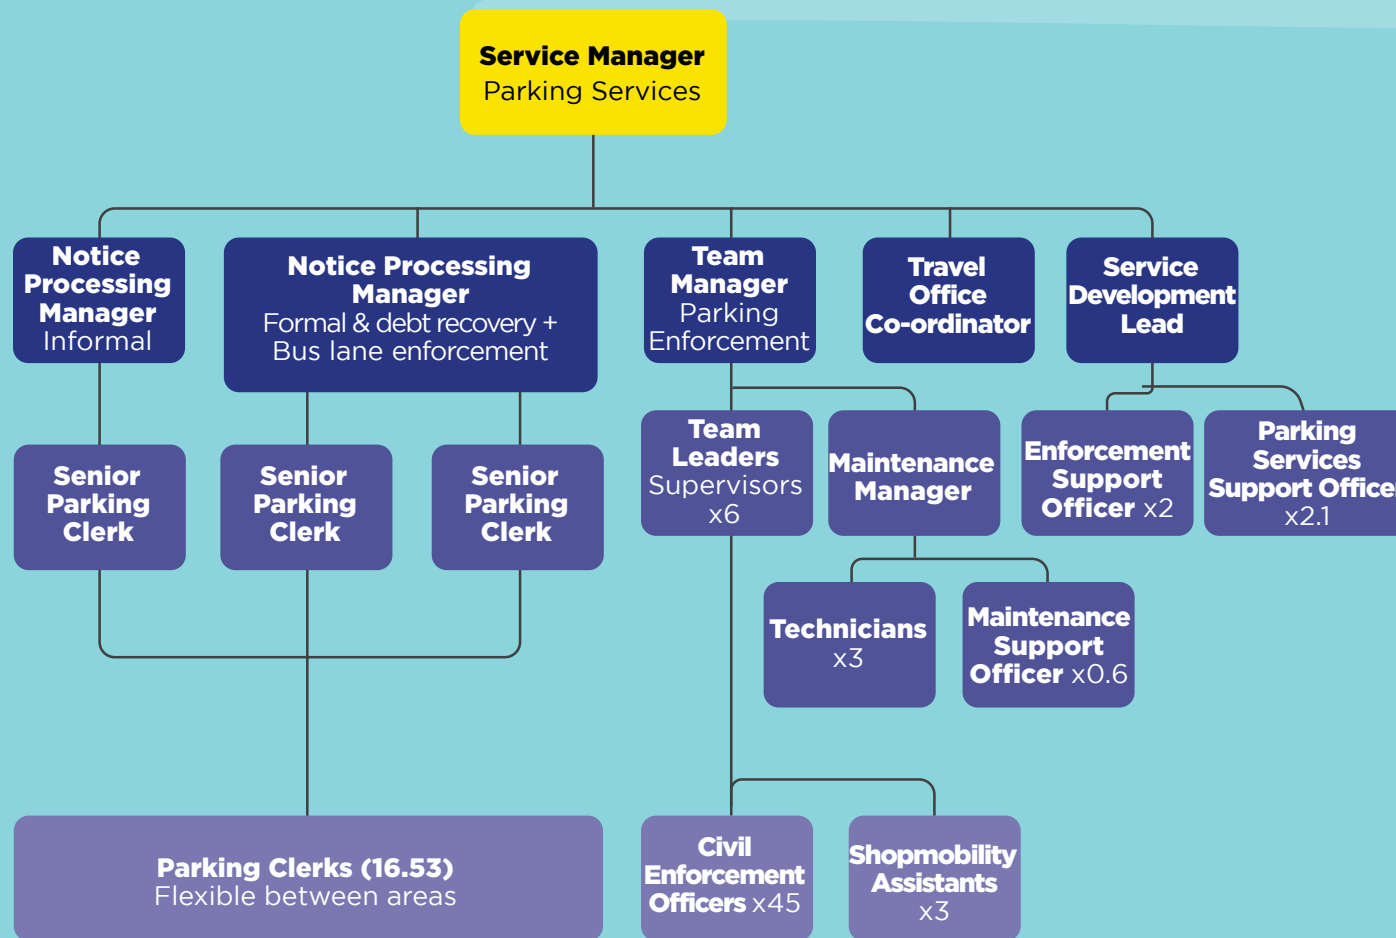 Service Manager
Parking Services
Notice
Processing
Manager
Informal
Notice Processing
Manager
Formal & debt recovery +
Bus lane enforcement
Team
Manager
Parking
Enforcement
Travel
Office
Co-ordinator
Service
Development
Lead
Senior
Parking
Clerk
Senior
Parking
Clerk
Senior
Parking
Clerk
Team
Leaders
Supervisors
x6
Maintenance
Manager
Enforcement
Support
Officer x2
Parking
Services
Support Officer
x2.1
Technicians
x3
Maintenance
Support
Officer x0.6
Parking Clerks (16.53)
Flexible between areas
Civil
Enforcement
Officers x45
Shopmobility
Assistants
x3